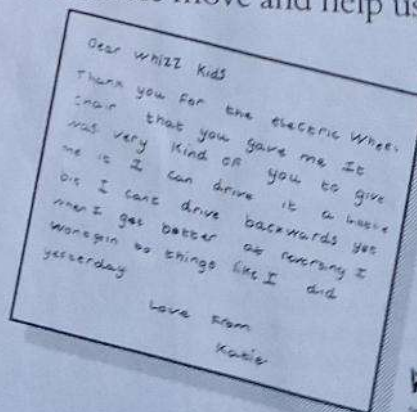 move and help us
Dear whizz Kids
Thank you For the electric wheel
chair that you gave me It
was very kind of you to give
me it I can drive it a little
bit I cant drive backwards yet
when I get better at reversing I
wont go in to things like I did
yesterday
Love From
Katie